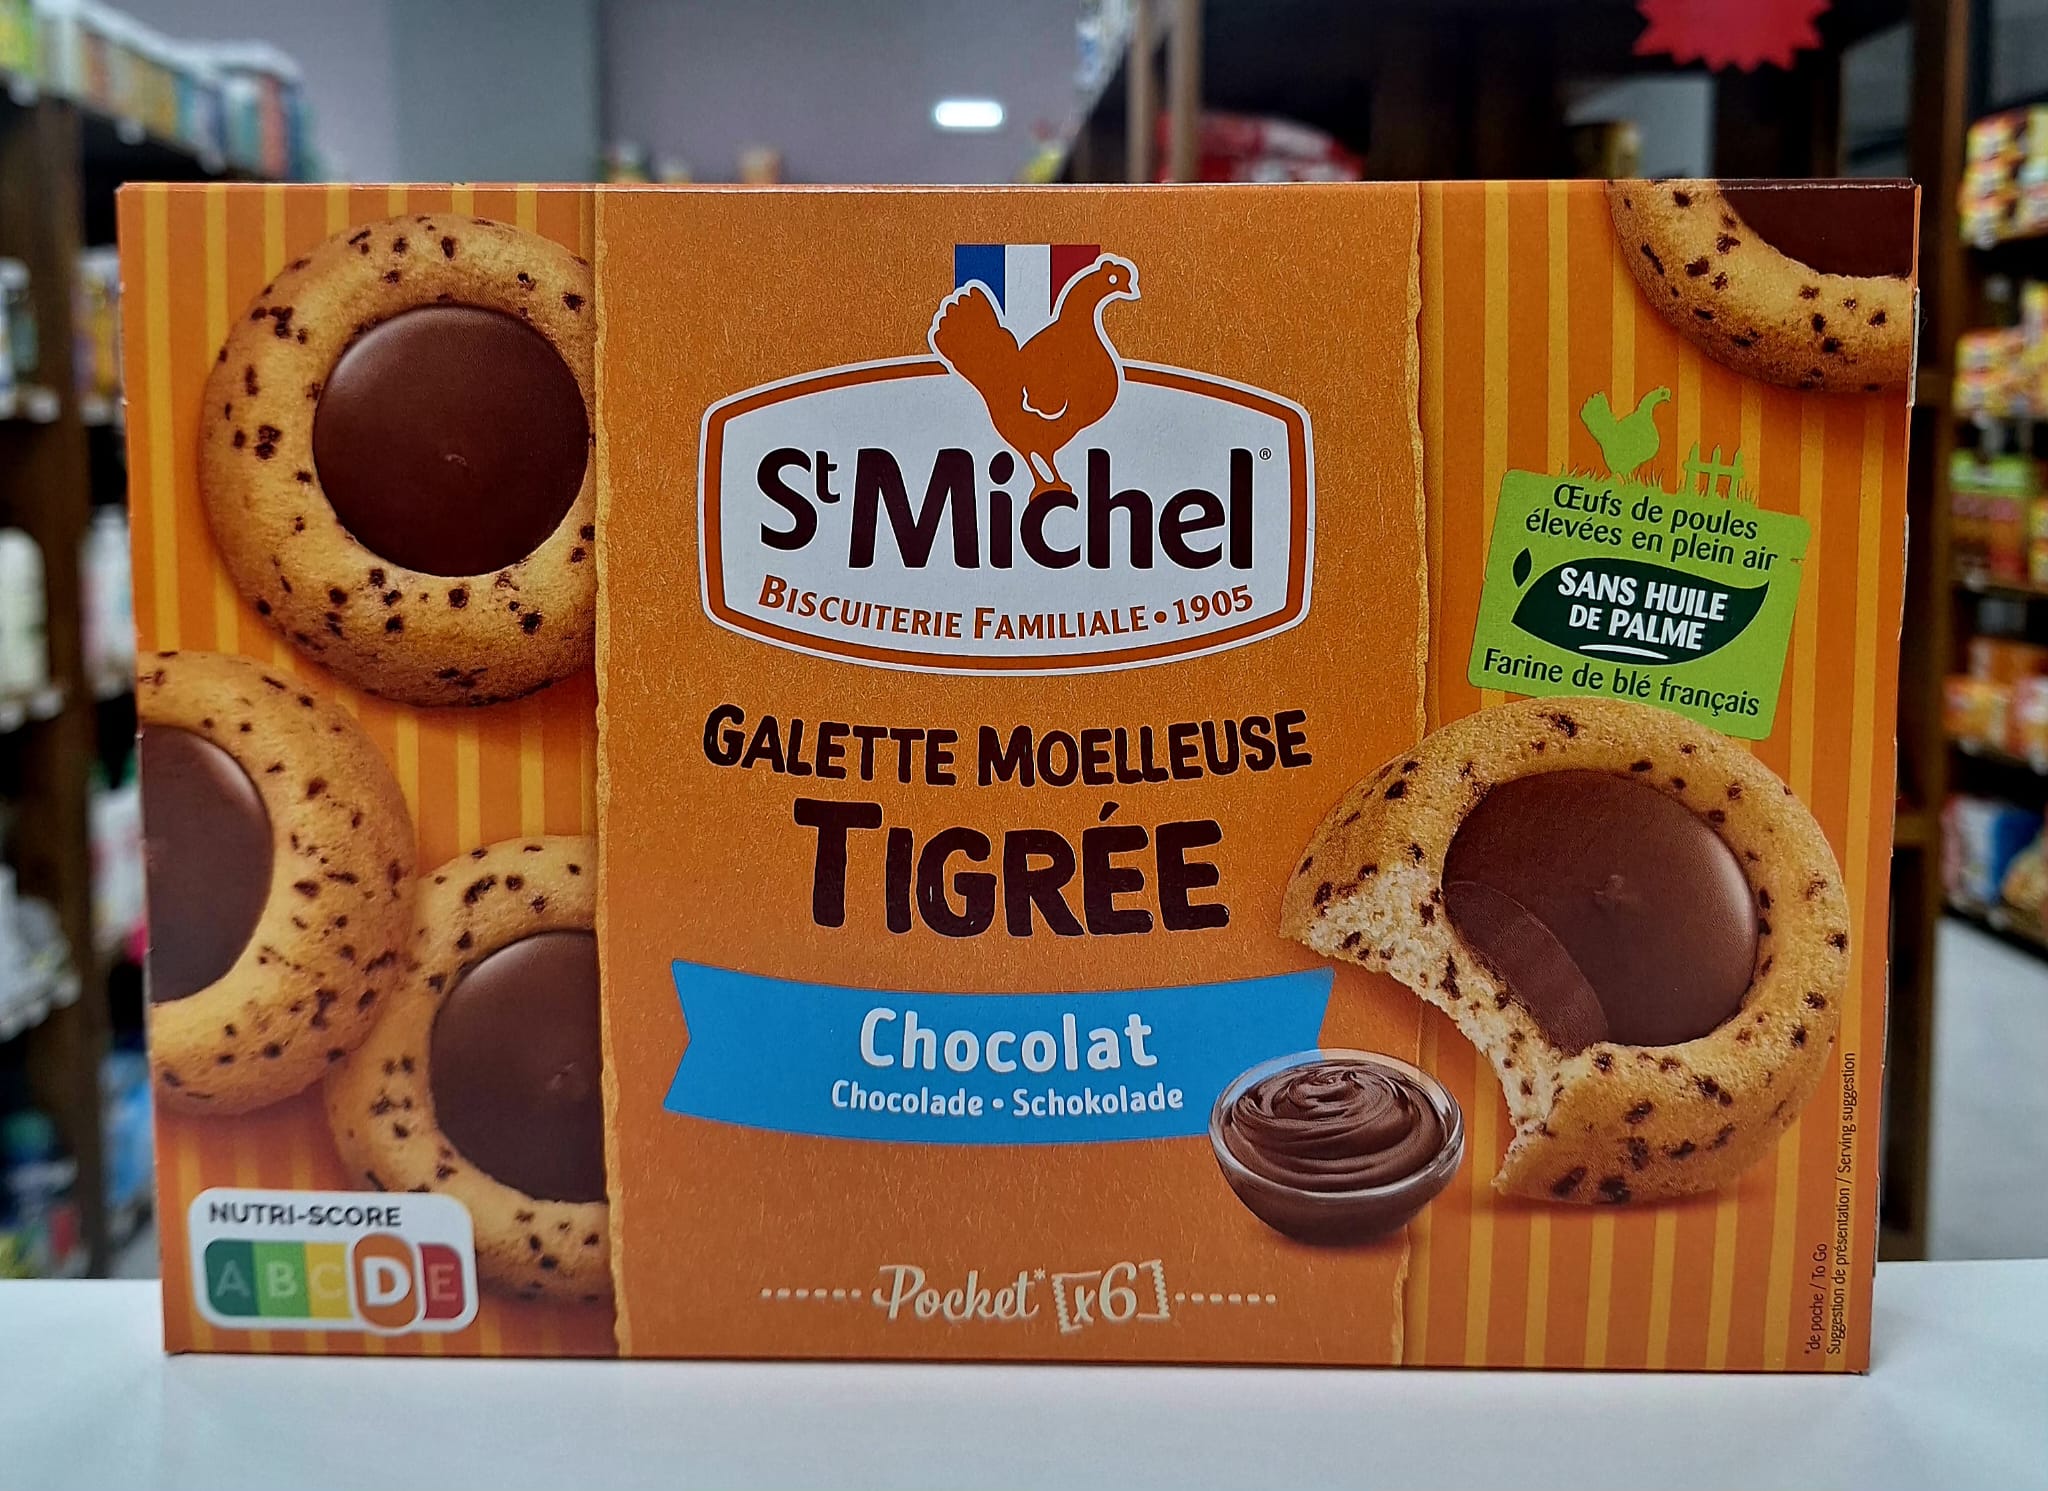 St Michel®
BISCUITERIE FAMILIALE • 1905
GALETTE MOELLEUSE
TIGRÉE
Chocolat
Chocolade • Schokolade
Pocket* x6
Œufs de poules
élevées en plein air
SANS HUILE
DE PALME
Farine de blé français
NUTRI-SCORE
A B C D E
*de poche / To Go
Suggestion de présentation / Serving suggestion